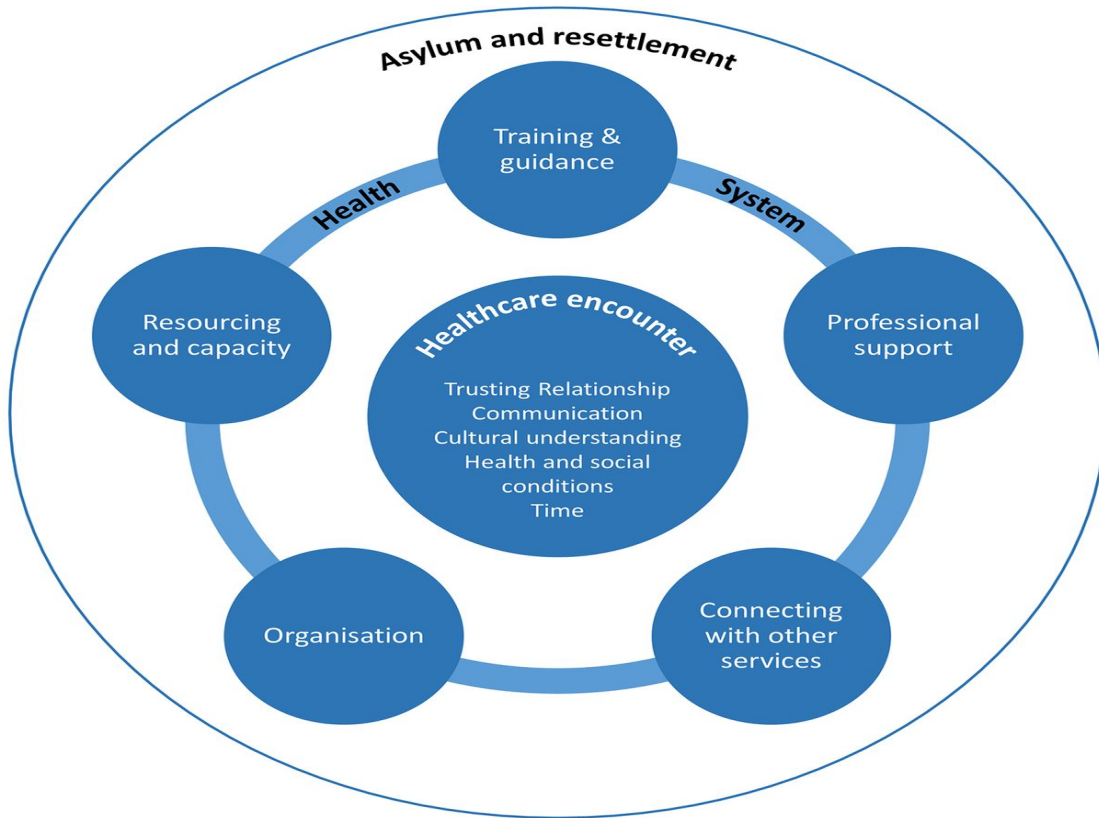 Asylum and resettlement
Training &
guidance
Health
System
Resourcing
and capacity
Professional
support
Healthcare encounter
Trusting Relationship
Communication
Cultural understanding
Health and social
conditions
Time
Organisation
Connecting
with other
services